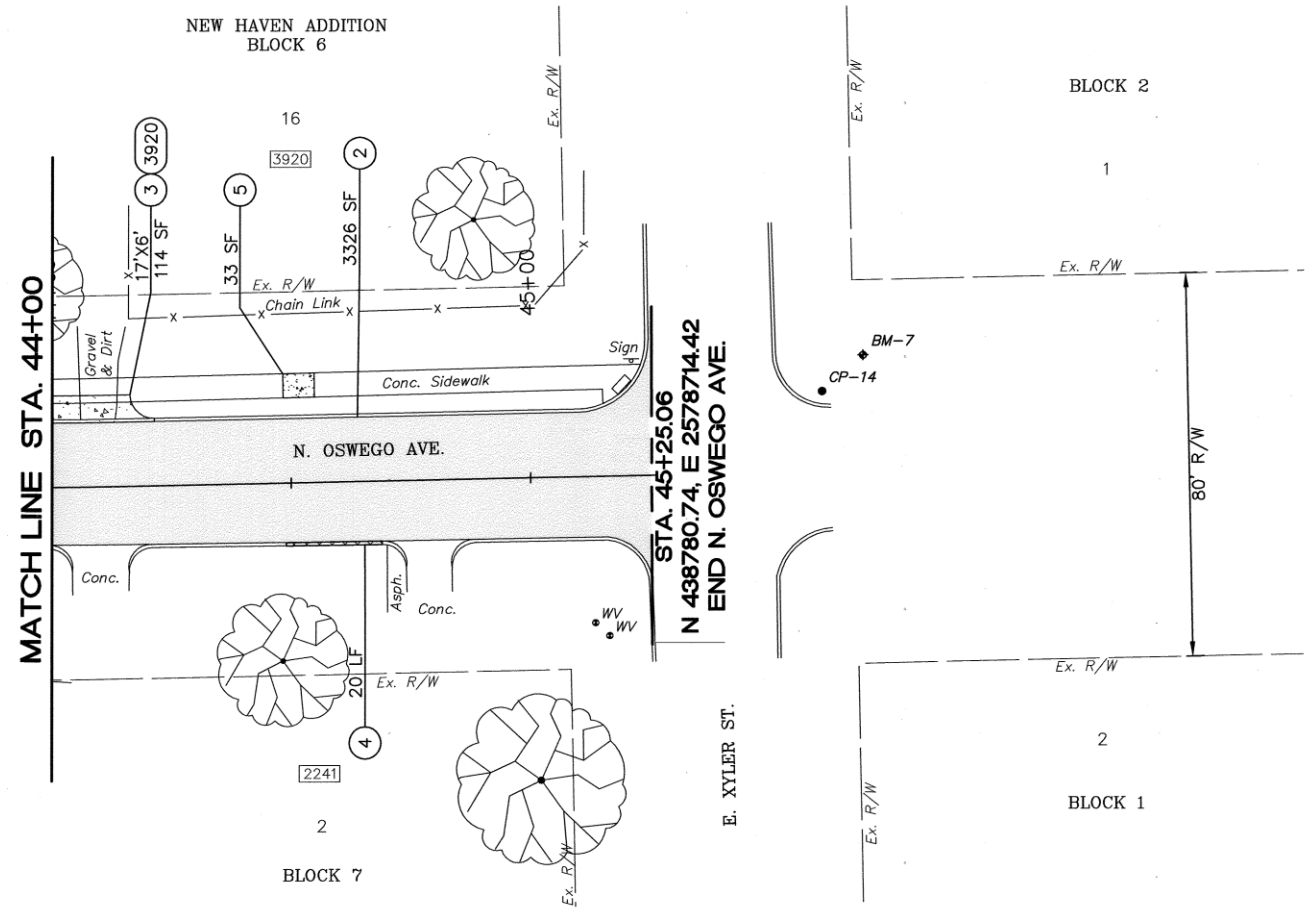 NEW HAVEN ADDITION
BLOCK 6
16
3920
3
3920
17'X6'
114 SF
5
33 SF
2
3326 SF
Ex. R/W
Ex. R/W
BLOCK 2
1
Ex. R/W
Ex. R/W
Chain Link
45+00
x
x
x
x
x
x
x
MATCH LINE STA. 44+00
Gravel
& Dirt
Sign
Conc. Sidewalk
BM-7
CP-14
N. OSWEGO AVE.
STA. 45+25.06
N 438780.74, E 2578714.42
END N. OSWEGO AVE.
80' R/W
Conc.
Asph.
Conc.
WV
WV
20 LF
Ex. R/W
4
2241
2
BLOCK 7
Ex. R/W
E. XYLER ST.
Ex. R/W
Ex. R/W
2
BLOCK 1